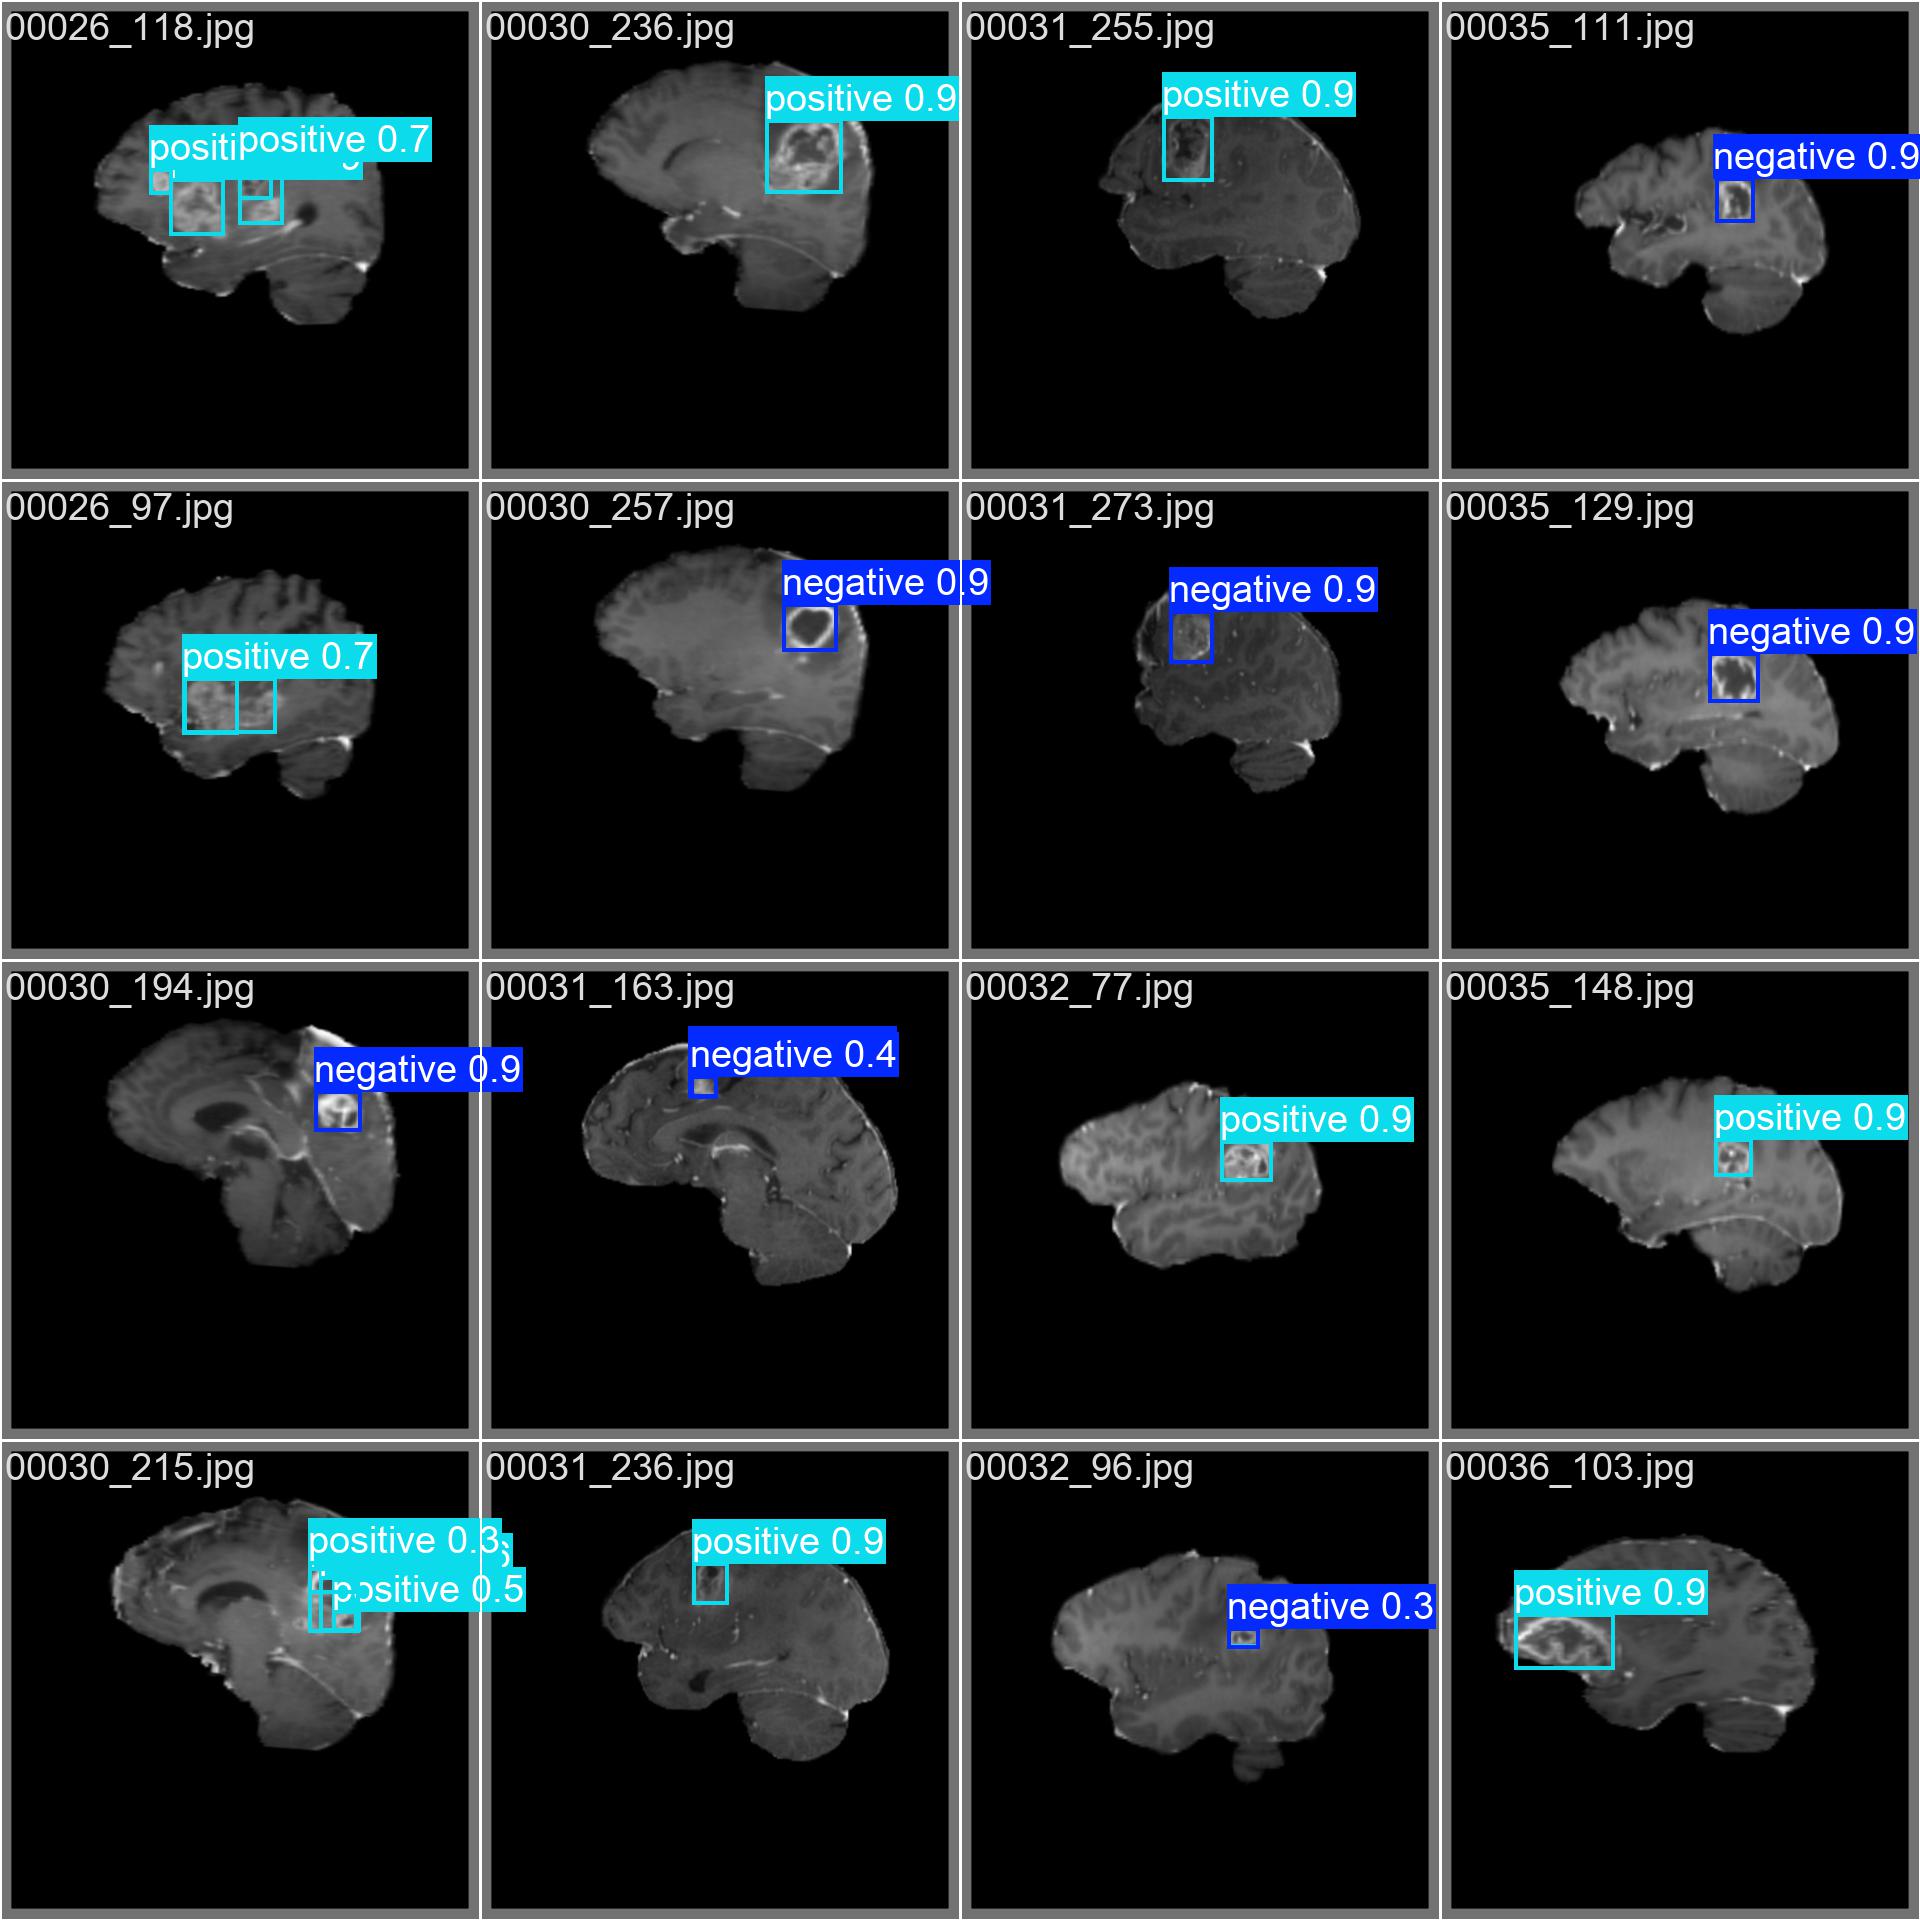 00026_118.jpg
positi
positive 0.7
00030_236.jpg
positive 0.9
00031_255.jpg
positive 0.9
00035_111.jpg
negative 0.9
00026_97.jpg
positive 0.7
00030_257.jpg
negative 0.9
00031_273.jpg
negative 0.9
00035_129.jpg
negative 0.9
00030_194.jpg
negative 0.9
00031_163.jpg
negative 0.4
00032_77.jpg
positive 0.9
00035_148.jpg
positive 0.9
00030_215.jpg
positive 0.3
positive 0.5
00031_236.jpg
positive 0.9
00032_96.jpg
negative 0.3
00036_103.jpg
positive 0.9